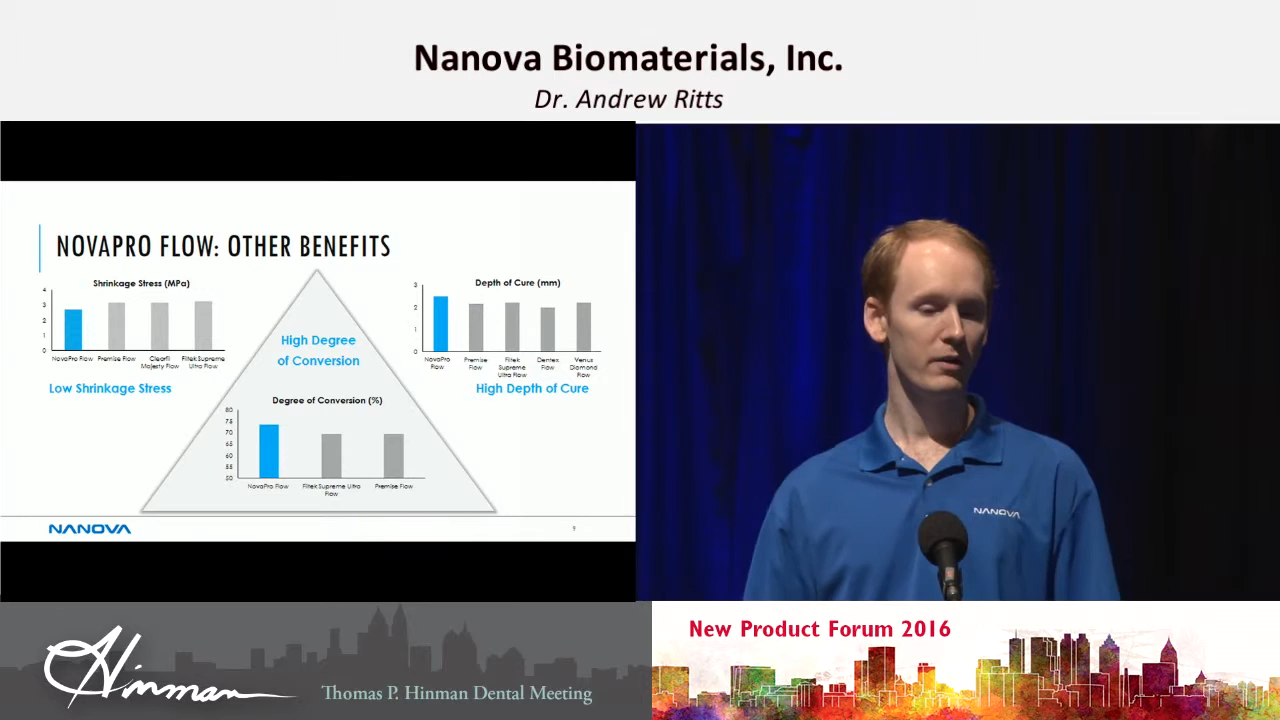 Nanova Biomaterials, Inc.
Dr. Andrew Ritts
NOVAPRO FLOW: OTHER BENEFITS
Shrinkage Stress (MPa)
4
3
2
1
0
NovaPro Flow
Premise Flow
Clearfil
Majesty Flow
Filtek Supreme
Ultra Flow
Low Shrinkage Stress
High Degree
of Conversion
Degree of Conversion (%)
80
75
70
65
60
55
50
NovaPro Flow
Filtek Supreme Ultra
Flow
Premise Flow
Depth of Cure (mm)
3
2
1
0
NovaPro
Flow
Premise
Flow
Filtek
Supreme
Ultra Flow
Dentex
Flow
Venus
Diamond
Flow
High Depth of Cure
NANOVA
9
NANOVA
Hinman
Thomas P. Hinman Dental Meeting
New Product Forum 2016